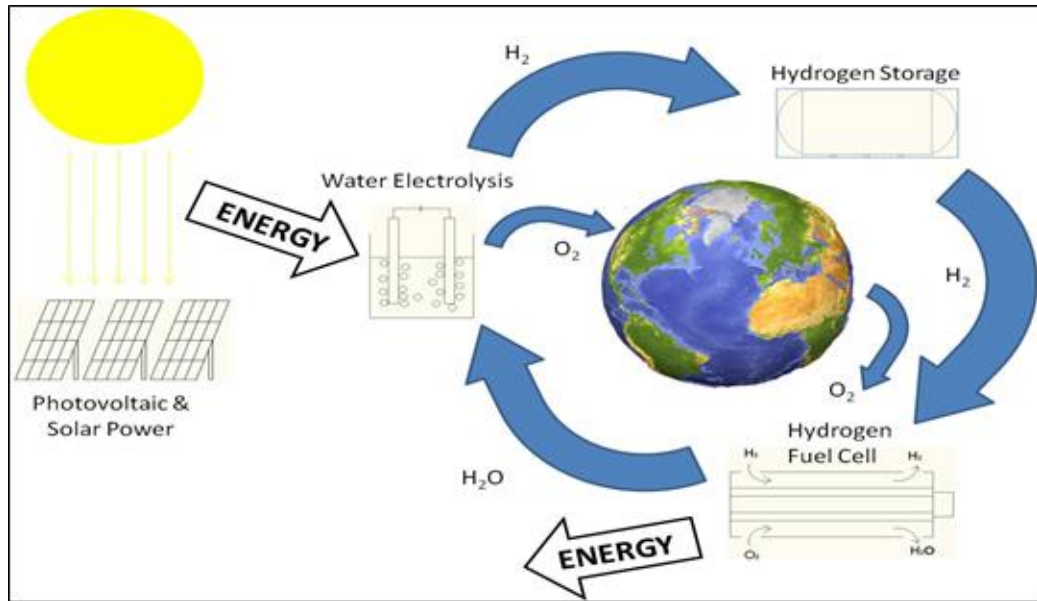 H₂
Hydrogen Storage
Water Electrolysis
ENERGY
O₂
H₂
Photovoltaic &
Solar Power
O₂
Hydrogen
Fuel Cell
H₂
H₂
H₂O
O₂
H₂O
ENERGY